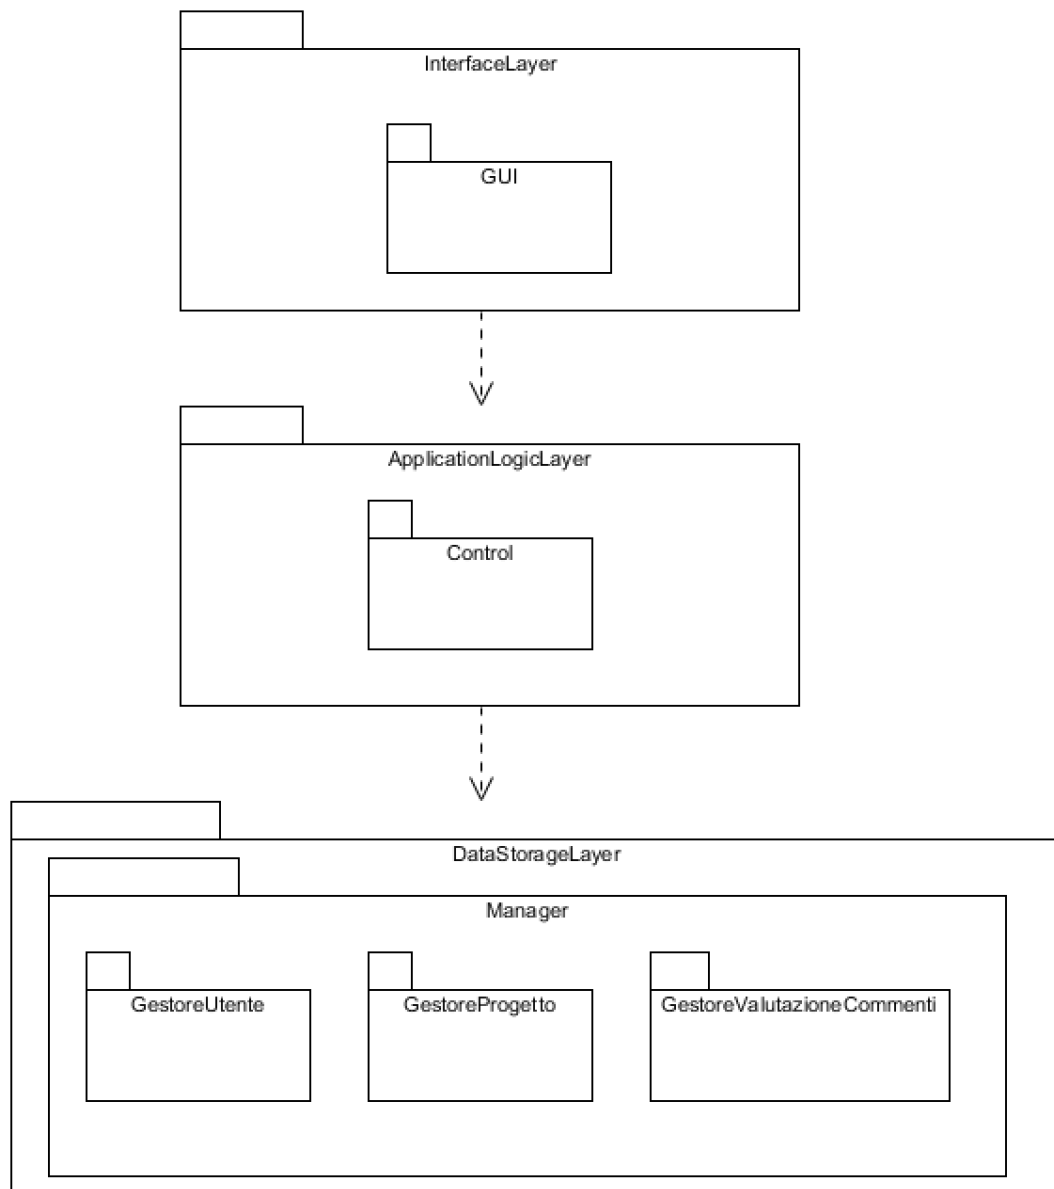 InterfaceLayer
GUI
ApplicationLogicLayer
Control
DataStorageLayer
Manager
GestoreUtente
GestoreProgetto
GestoreValutazioneCommenti